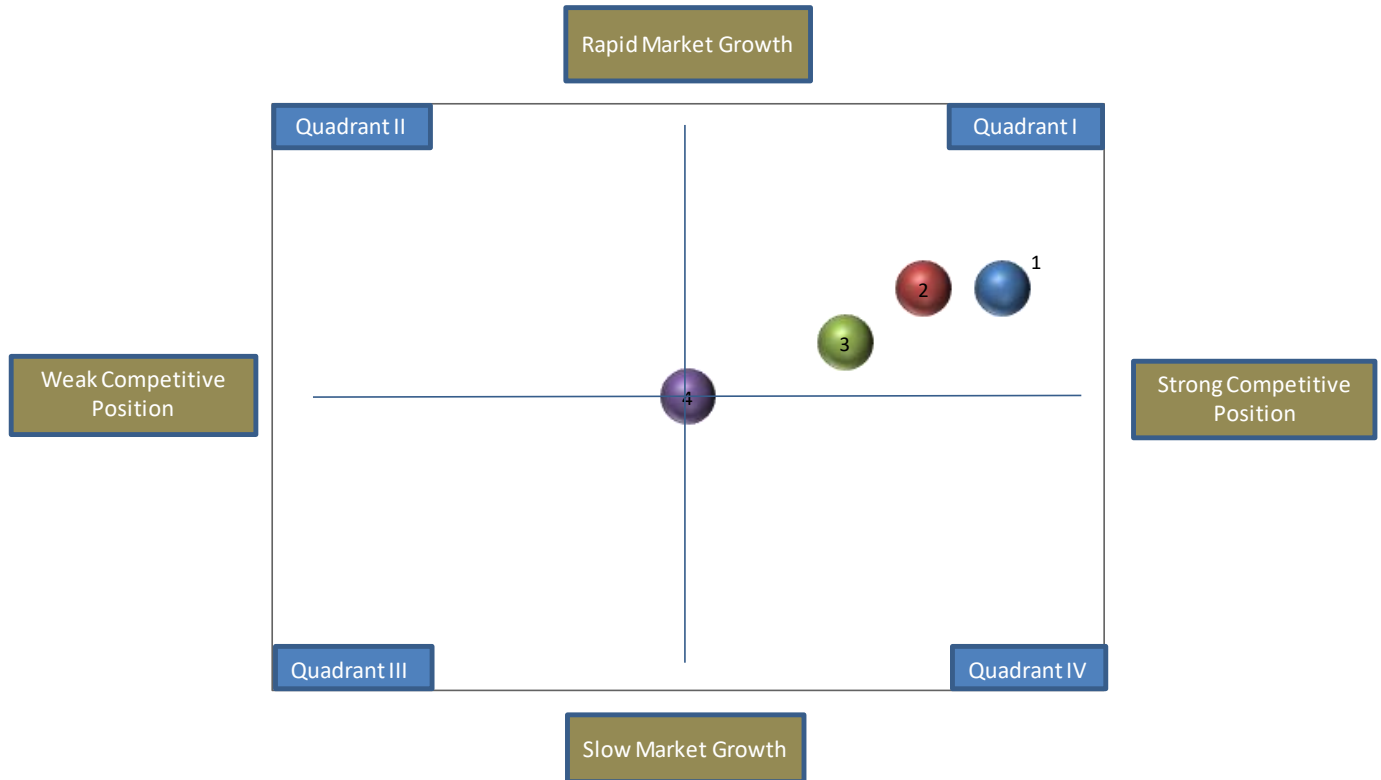 Rapid Market Growth
Quadrant II
Quadrant I
1
2
3
4
Weak Competitive
Position
Strong Competitive
Position
Quadrant III
Quadrant IV
Slow Market Growth